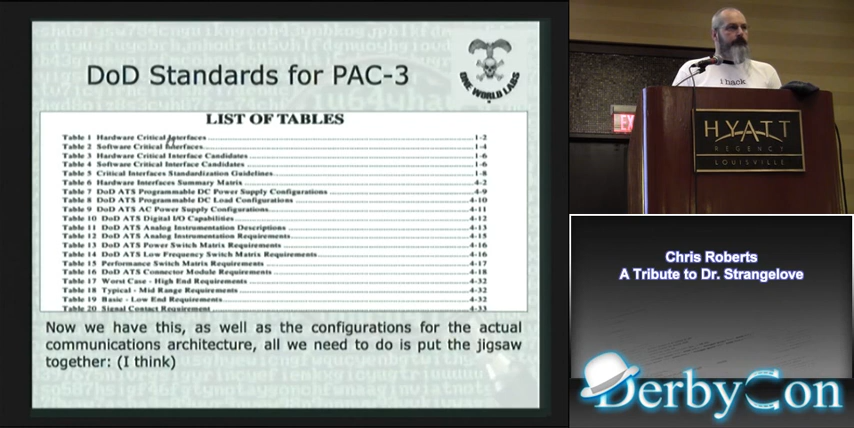 DoD Standards for PAC-3
ONE WORLD LABS
LIST OF TABLES
Table 1 Hardware Critical Interfaces 1-2
Table 2 Software Critical Interfaces 1-4
Table 3 Hardware Critical Interface Candidates 1-6
Table 4 Software Critical Interface Candidates 1-6
Table 5 Critical Interfaces Standardization Guidelines 1-8
Table 6 Hardware Interfaces Summary Matrix 4-2
Table 7 DoD ATS Programmable DC Power Supply Configurations 4-9
Table 8 DoD ATS Programmable DC Load Configurations 4-10
Table 9 DoD ATS AC Power Supply Configurations 4-11
Table 10 DoD ATS Digital I/O Capabilities 4-12
Table 11 DoD ATS Analog Instrumentation Descriptions 4-13
Table 12 DoD ATS Analog Instrumentation Requirements 4-15
Table 13 DoD ATS Power Switch Matrix Requirements 4-16
Table 14 DoD ATS Low Frequency Switch Matrix Requirements 4-16
Table 15 Performance Switch Matrix Requirements 4-17
Table 16 DoD ATS Connector Module Requirements 4-18
Table 17 Worst Case - High End Requirements 4-32
Table 18 Typical - Mid Range Requirements 4-32
Table 19 Basic - Low End Requirements 4-32
Table 20 Signal Contact Requirement 4-33
Now we have this, as well as the configurations for the actual
communications architecture, all we need to do is put the jigsaw
together: (I think)
i hack
EX
HYATT
REGENCY
LOUISVILLE
Chris Roberts
A Tribute to Dr. Strangelove
DerbyCon